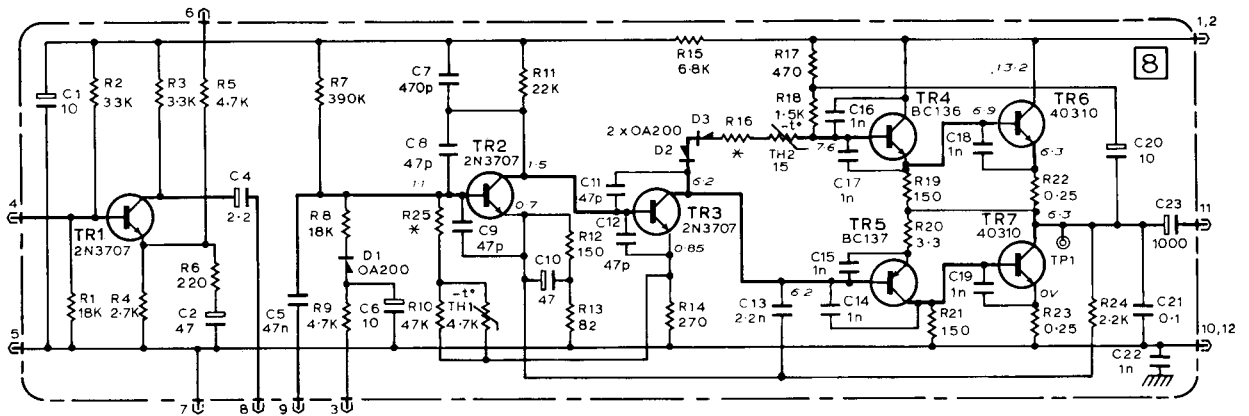 6
1,2
8
C1
10
R2
33K
R3
3.3K
R5
4.7K
R7
390K
C7
470p
R11
22K
R15
6.8K
R17
470
R18
1.5K
C16
1n
TR4
BC136
13.2
TR6
40310
C18
1n
6.9
C20
10
C8
47p
TR2
2N3707
1.5
1.1
0.7
2 x OA200
D3
D2
R16
*
-t°
TH2
15
7.6
C17
1n
6.3
C4
2.2
4
TR1
2N3707
R8
18K
R25
*
C9
47p
C11
47p
C12
47p
6.2
TR3
2N3707
0.85
R19
150
R20
3.3
R22
0.25
6.3
TR7
40310
C23
1000
11
TP1
TR5
BC137
D1
OA200
R12
150
C10
47
R6
220
C2
47
R1
18K
R4
2.7K
C5
47n
R9
4.7K
C6
10
R10
47K
-t°
TH1
4.7K
R13
82
R14
270
C13
2.2n
6.2
C15
1n
C14
1n
C19
1n
R21
150
0V
R23
0.25
R24
2.2K
C21
0.1
5
10,12
C22
1n
7
8
9
3